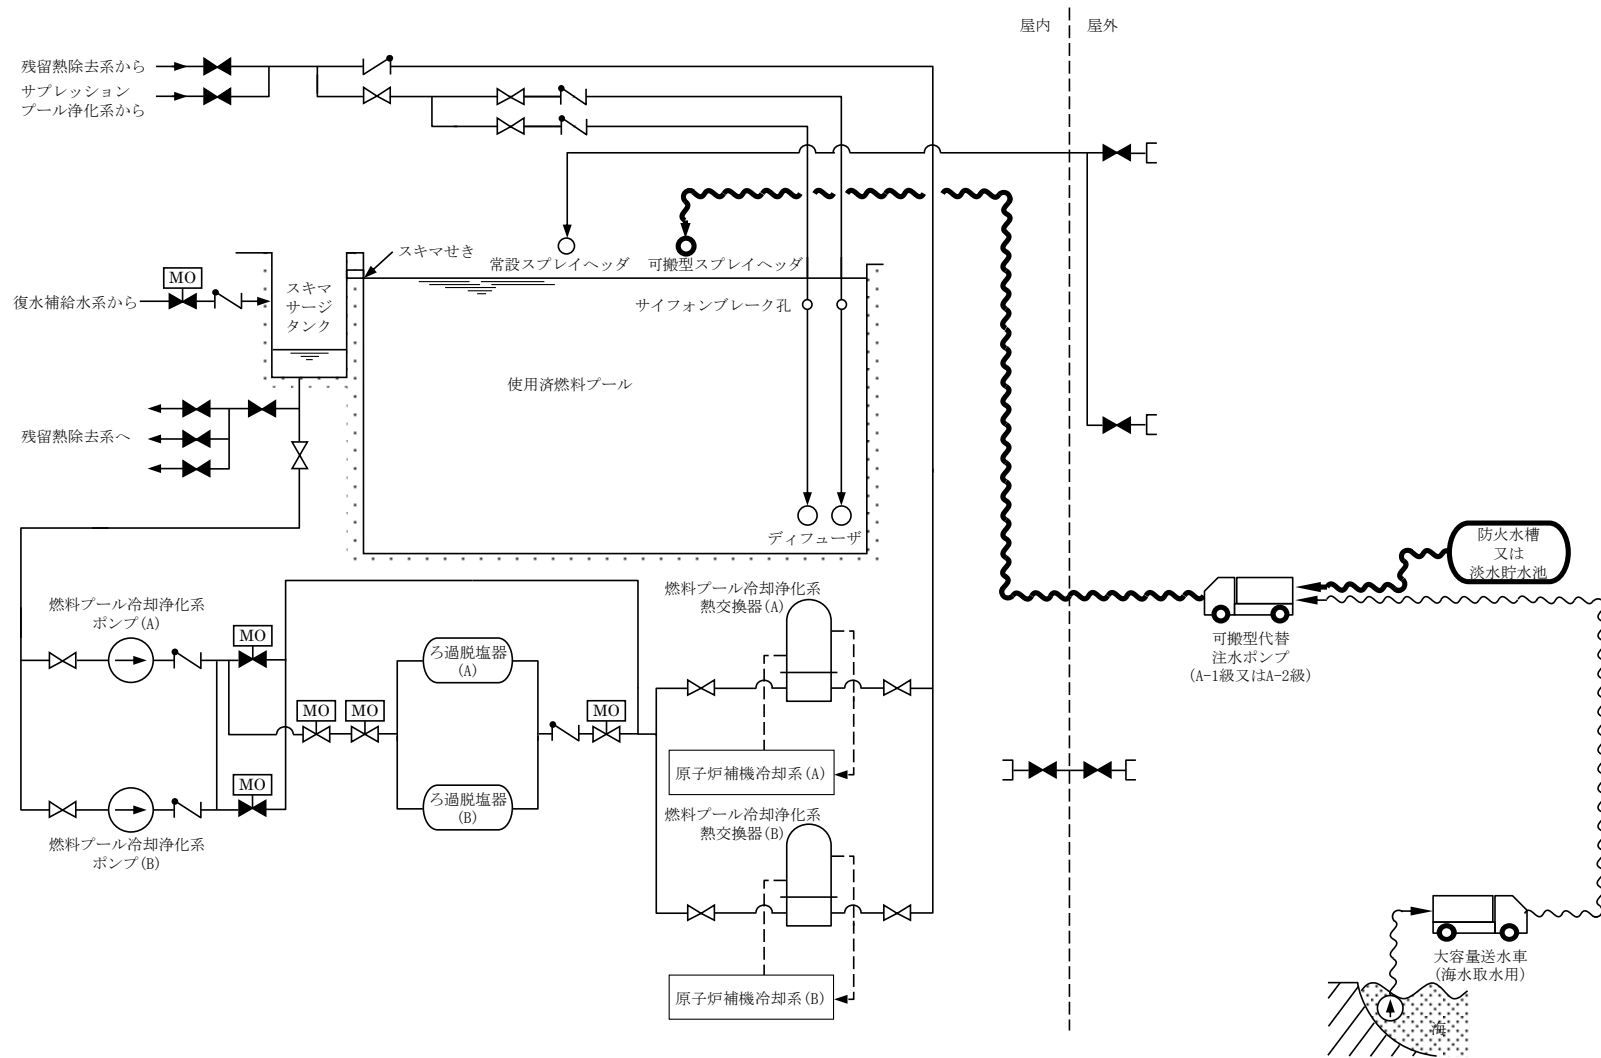 屋内
屋外
残留熱除去系から
サプレッション
プール浄化系から
スキマせき
常設スプレイヘッダ
可搬型スプレイヘッダ
MO
復水補給水系から
スキマ
サージ
タンク
サイフォンブレーク孔
使用済燃料プール
残留熱除去系へ
ディフューザ
防火水槽
又は
淡水貯水池
燃料プール冷却浄化系
ポンプ(A)
MO
燃料プール冷却浄化系
熱交換器(A)
可搬型代替
注水ポンプ
(A-1級又はA-2級)
ろ過脱塩器
(A)
MO
MO
MO
原子炉補機冷却系(A)
MO
ろ過脱塩器
(B)
燃料プール冷却浄化系
熱交換器(B)
燃料プール冷却浄化系
ポンプ(B)
大容量送水車
(海水取水用)
原子炉補機冷却系(B)
海